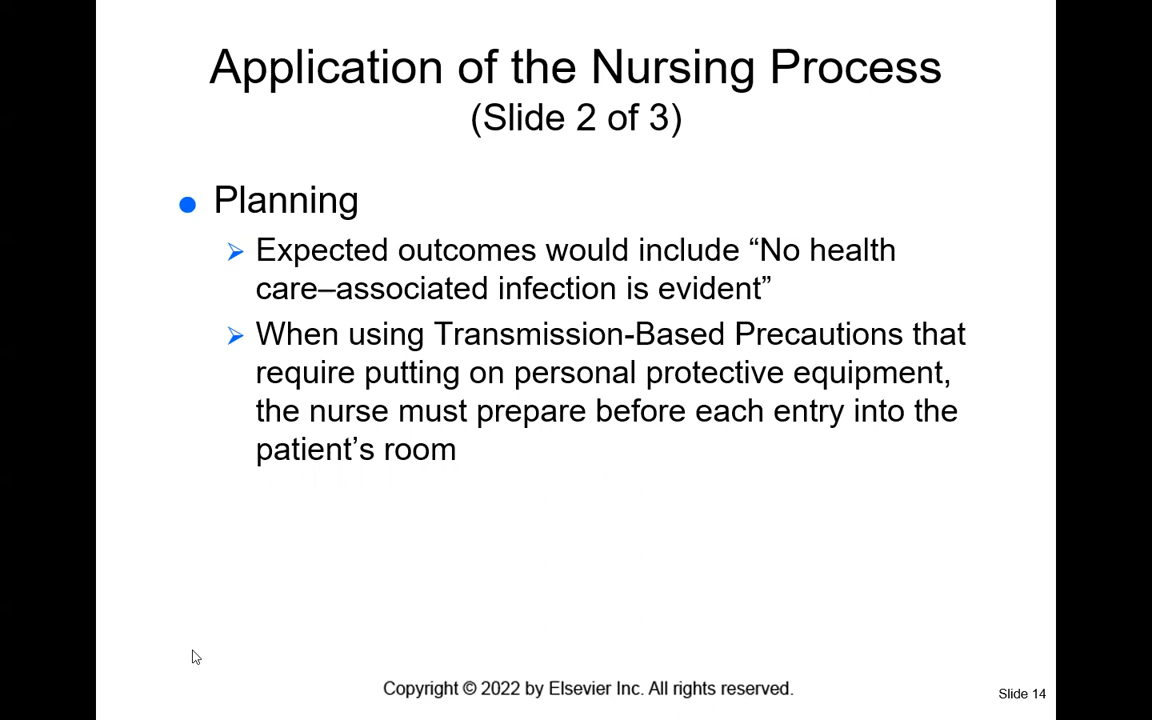 Application of the Nursing Process
(Slide 2 of 3)
Planning
Expected outcomes would include “No health
care–associated infection is evident”
When using Transmission-Based Precautions that
require putting on personal protective equipment,
the nurse must prepare before each entry into the
patient’s room
Copyright © 2022 by Elsevier Inc. All rights reserved.
Slide 14